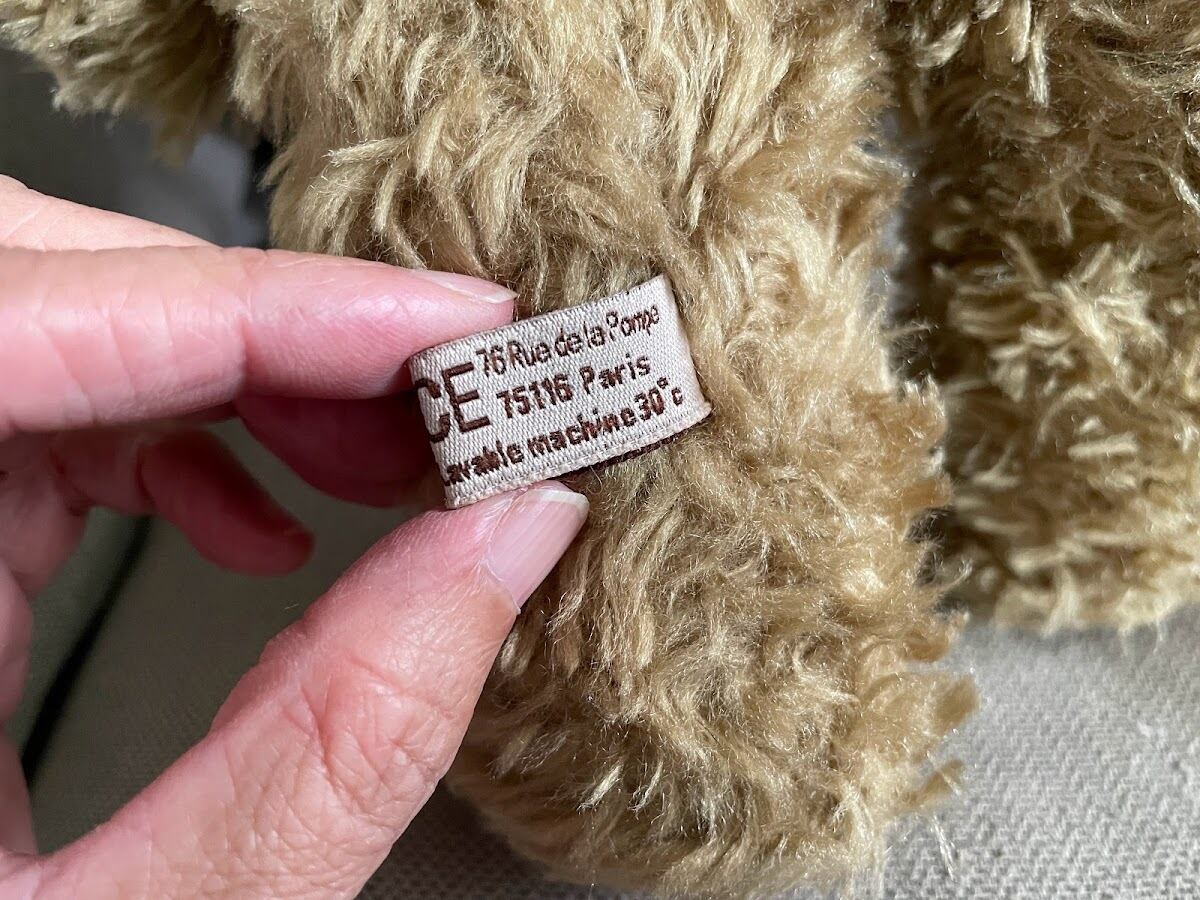 CE
76 Rue de la Pompe
75116 Paris
Lavable machine 30°c